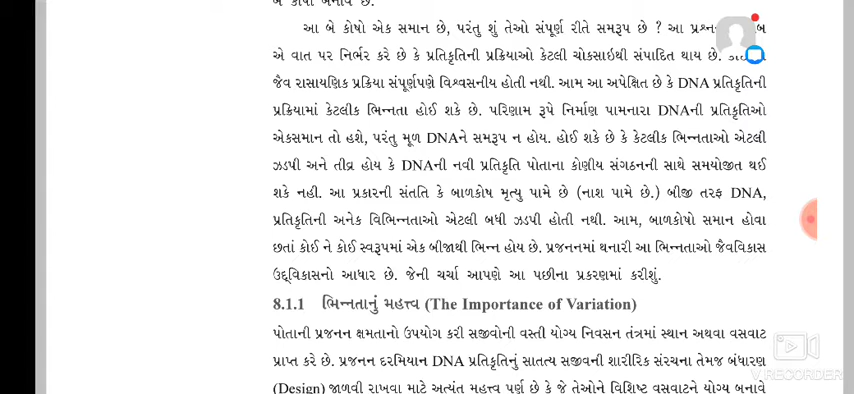 બે કોષો બનાવે છે.
આ બે કોષો એક સમાન છે, પરંતુ શું તેઓ સંપૂર્ણ રીતે સમરૂપ છે ? આ પ્રશ્ન
એ વાત પર નિર્ભર કરે છે કે પ્રતિકૃતિની પ્રક્રિયાઓ કેટલી ચોકસાઇથી સંપાદિત થાય છે.
જૈવ રાસાયણિક પ્રક્રિયા સંપૂર્ણપણે વિશ્વસનીય હોતી નથી. આમ આ અપેક્ષિત છે કે DNA પ્રતિકૃતિની
પ્રક્રિયામાં કેટલીક ભિન્નતા હોઈ શકે છે. પરિણામ રૂપે નિર્માણ પામનારા DNAની પ્રતિકૃતિઓ
એકસમાન તો હશે, પરંતુ મૂળ DNAને સમરૂપ ન હોય. હોઈ શકે છે કે કેટલીક ભિન્નતાઓ એટલી
ઝડપી અને તીવ્ર હોય કે DNAની નવી પ્રતિકૃતિ પોતાના કોષીય સંગઠનની સાથે સમયોજીત થઈ
શકે નહી. આ પ્રકારની સંતતિ કે બાળકોષ મૃત્યુ પામે છે (નાશ પામે છે.) બીજી તરફ DNA,
પ્રતિકૃતિની અનેક વિભિન્નતાઓ એટલી બધી ઝડપી હોતી નથી. આમ, બાળકોષો સમાન હોવા
છતાં કોઈ ને કોઈ સ્વરૂપમાં એક બીજાથી ભિન્ન હોય છે. પ્રજનનમાં થનારી આ ભિન્નતાઓ જૈવવિકાસ
ઉદ્દ્વિકાસનો આધાર છે. જેની ચર્ચા આપણે આ પછીના પ્રકરણમાં કરીશું.
8.1.1 ભિન્નતાનું મહત્ત્વ (The Importance of Variation)
પોતાની પ્રજનન ક્ષમતાનો ઉપયોગ કરી સજીવોની વસ્તી યોગ્ય નિવસન તંત્રમાં સ્થાન અથવા વસવાટ
પ્રાપ્ત કરે છે. પ્રજનન દરમિયાન DNA પ્રતિકૃતિનું સાતત્ય સજીવની શારીરિક સંરચના તેમજ બંધારણ
(Design) જાળવી રાખવા માટે અત્યંત મહત્ત્વ પૂર્ણ છે કે જે તેઓને વિશિષ્ટ વસવાટને યોગ્ય બનાવે
V RECORDER